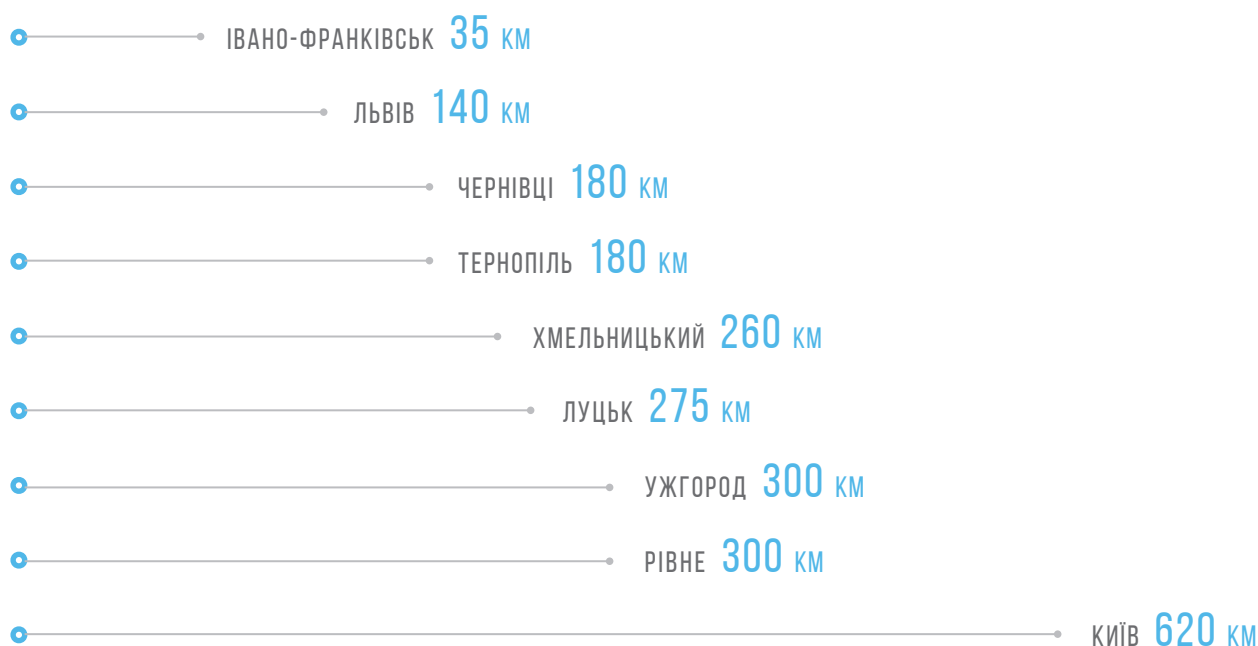 ІВАНО-ФРАНКІВСЬК 35 КМ
ЛЬВІВ 140 КМ
ЧЕРНІВЦІ 180 КМ
ТЕРНОПІЛЬ 180 КМ
ХМЕЛЬНИЦЬКИЙ 260 КМ
ЛУЦЬК 275 КМ
УЖГОРОД 300 КМ
РІВНЕ 300 КМ
КИЇВ 620 КМ